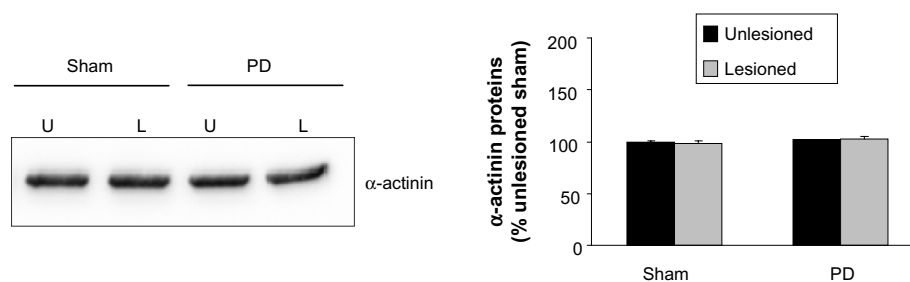 Sham PD
U L U L
α-actinin
α-actinin proteins
(% unlesioned sham)
200
150
100
50
0
Unlesioned
Lesioned
Sham PD